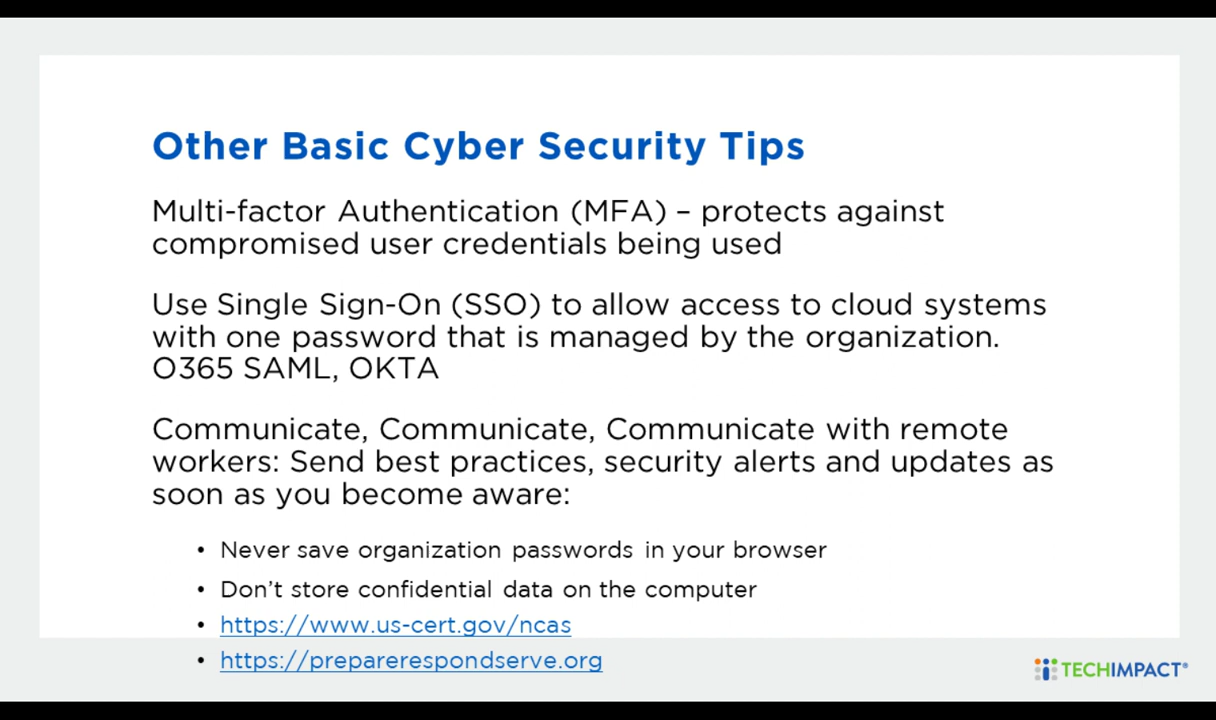 Other Basic Cyber Security Tips
Multi-factor Authentication (MFA) – protects against
compromised user credentials being used
Use Single Sign-On (SSO) to allow access to cloud systems
with one password that is managed by the organization.
O365 SAML, OKTA
Communicate, Communicate, Communicate with remote
workers: Send best practices, security alerts and updates as
soon as you become aware:
• Never save organization passwords in your browser
• Don’t store confidential data on the computer
• https://www.us-cert.gov/ncas
• https://preparerespondserve.org
TECHIMPACT®